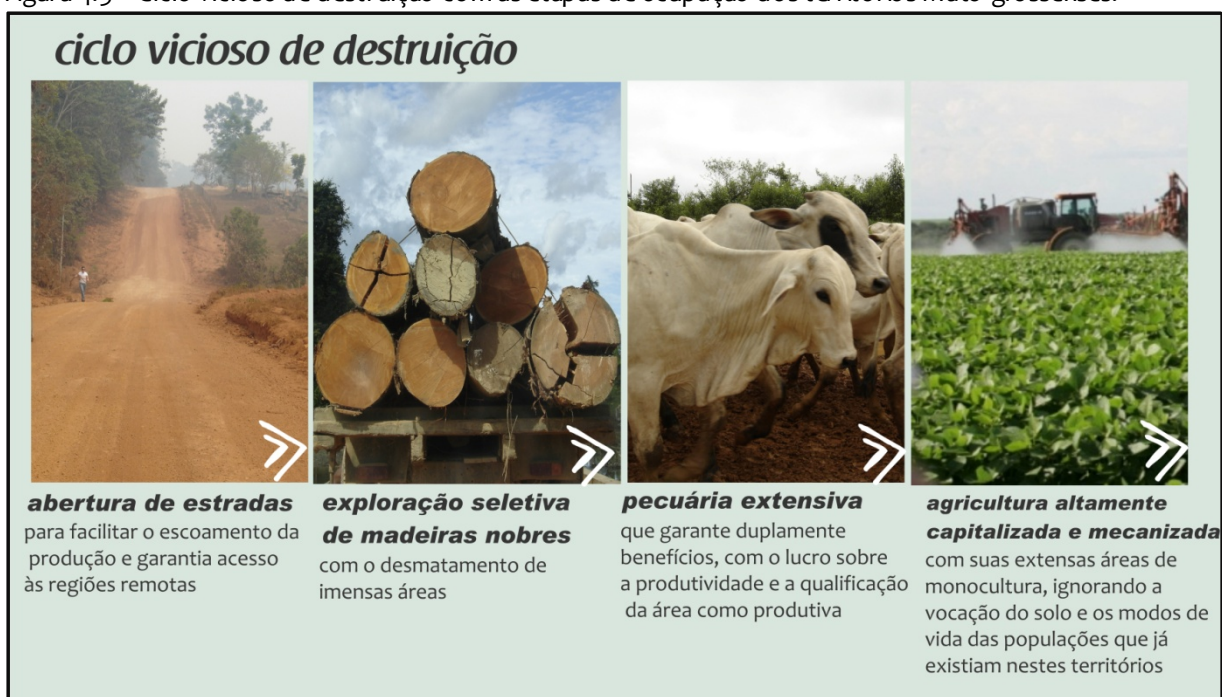 ciclo vicioso de destruição
abertura de estradas
para facilitar o escoamento da
produção e garantia acesso
às regiões remotas
exploração seletiva
de madeiras nobres
com o desmatamento de
imensas áreas
pecuária extensiva
que garante duplamente
benefícios, com o lucro sobre
a produtividade e a qualificação
da área como produtiva
agricultura altamente
capitalizada e mecanizada
com suas extensas áreas de
monocultura, ignorando a
vocação do solo e os modos de
vida das populações que já
existiam nestes territórios